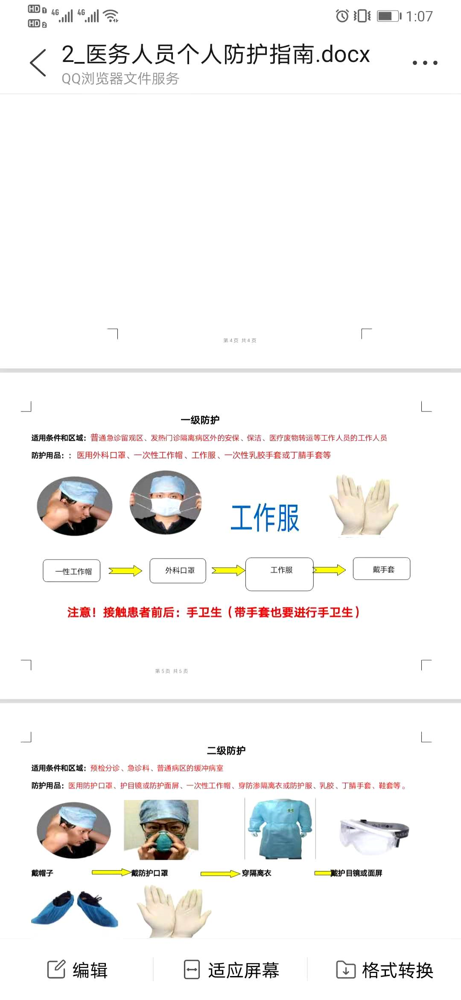 HD 1 4G 4G 1:07
HD 2
2_医务人员个人防护指南.docx
QQ浏览器文件服务
第4页 共4页
一级防护
适用条件和区域：普通急诊留观区、发热门诊隔离病区外的安保、保洁、医疗废物转运等工作人员的工作人员
防护用品：：医用外科口罩、一次性工作帽、工作服、一次性乳胶手套或丁腈手套等
工作服
一性工作帽 外科口罩 工作服 戴手套
注意！接触患者前后：手卫生（带手套也要进行手卫生）
第5页 共5页
二级防护
适用条件和区域：预检分诊、急诊科、普通病区的缓冲病室
防护用品：医用防护口罩、护目镜或防护面屏、一次性工作帽、穿防渗隔离衣或防护服、乳胶、丁腈手套、鞋套等。
戴帽子 戴防护口罩 穿隔离衣 戴护目镜或面屏
编辑 适应屏幕 格式转换